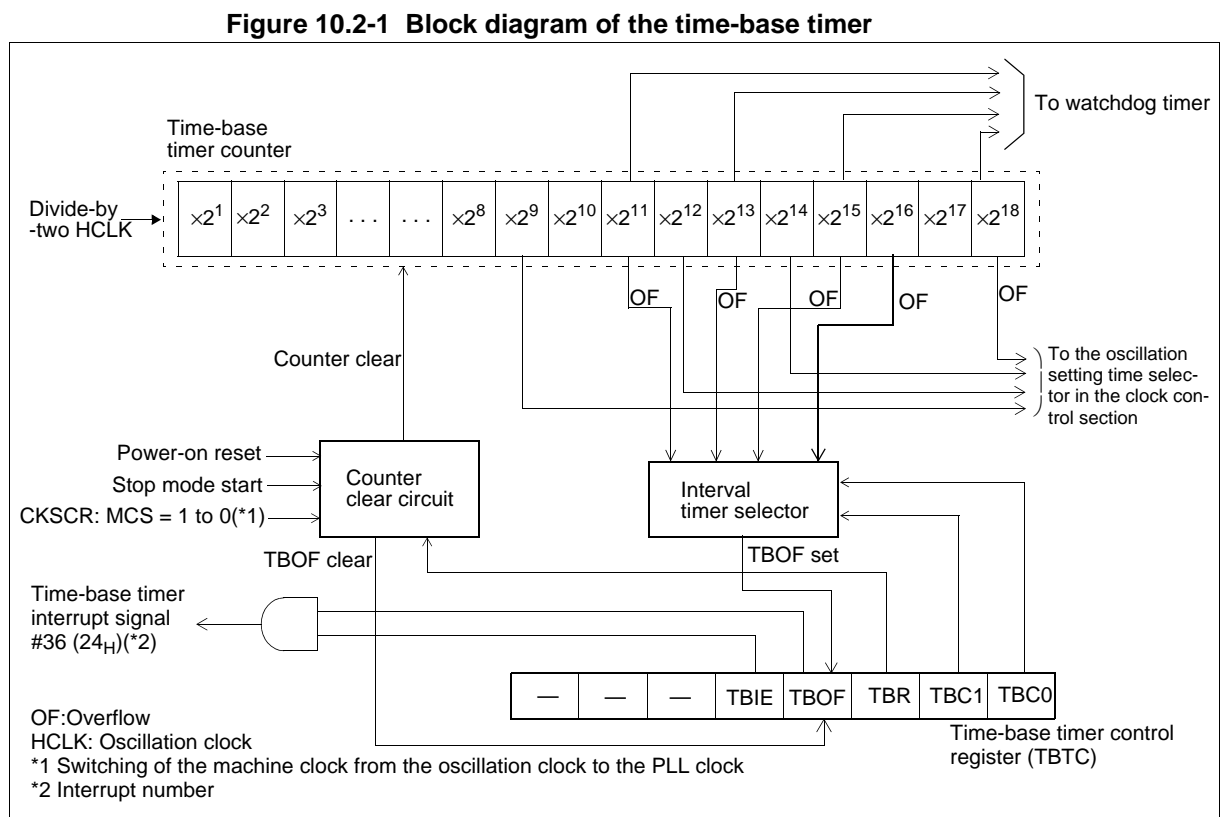 Figure 10.2-1 Block diagram of the time-base timer
To watchdog timer
Time-base
timer counter
Divide-by
-two HCLK
×2¹ ×2² ×2³ . . . . . . ×2⁸ ×2⁹ ×2¹⁰ ×2¹¹ ×2¹² ×2¹³ ×2¹⁴ ×2¹⁵ ×2¹⁶ ×2¹⁷ ×2¹⁸
OF OF OF OF OF
Counter clear
To the oscillation
setting time selec-
tor in the clock con-
trol section
Power-on reset
Stop mode start
CKSCR: MCS = 1 to 0(*1)
Counter
clear circuit
Interval
timer selector
TBOF clear
TBOF set
Time-base timer
interrupt signal
#36 (24H)(*2)
— — — TBIE TBOF TBR TBC1 TBC0
Time-base timer control
register (TBTC)
OF:Overflow
HCLK: Oscillation clock
*1 Switching of the machine clock from the oscillation clock to the PLL clock
*2 Interrupt number